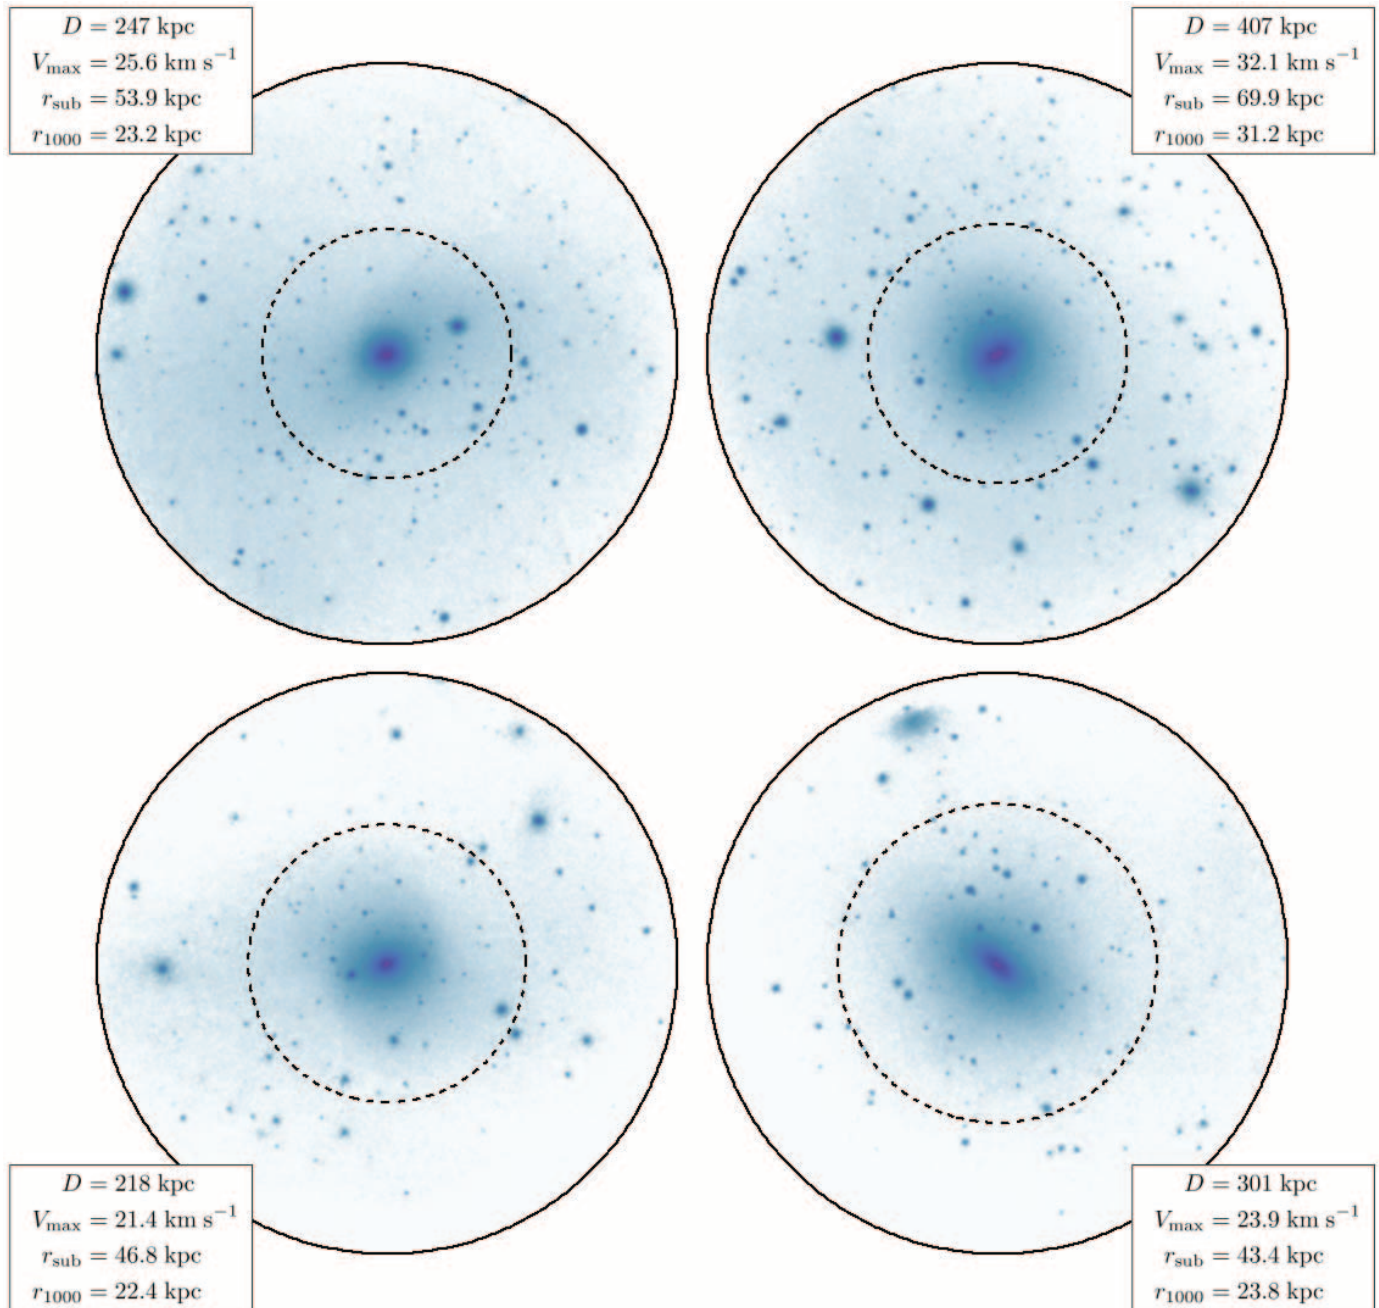 D = 247 kpc
V_max = 25.6 km s⁻¹
r_sub = 53.9 kpc
r_1000 = 23.2 kpc
D = 407 kpc
V_max = 32.1 km s⁻¹
r_sub = 69.9 kpc
r_1000 = 31.2 kpc
D = 218 kpc
V_max = 21.4 km s⁻¹
r_sub = 46.8 kpc
r_1000 = 22.4 kpc
D = 301 kpc
V_max = 23.9 km s⁻¹
r_sub = 43.4 kpc
r_1000 = 23.8 kpc